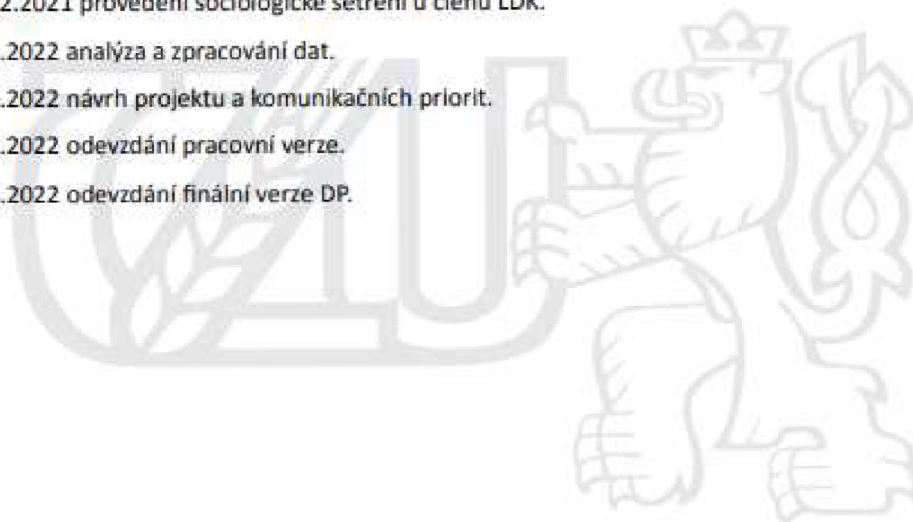 2.2021 provedení sociologické šetření u členů LDK.
.2022 analýza a zpracování dat.
.2022 návrh projektu a komunikačních priorit.
.2022 odevzdání pracovní verze.
.2022 odevzdání finální verze DP.
ČZU